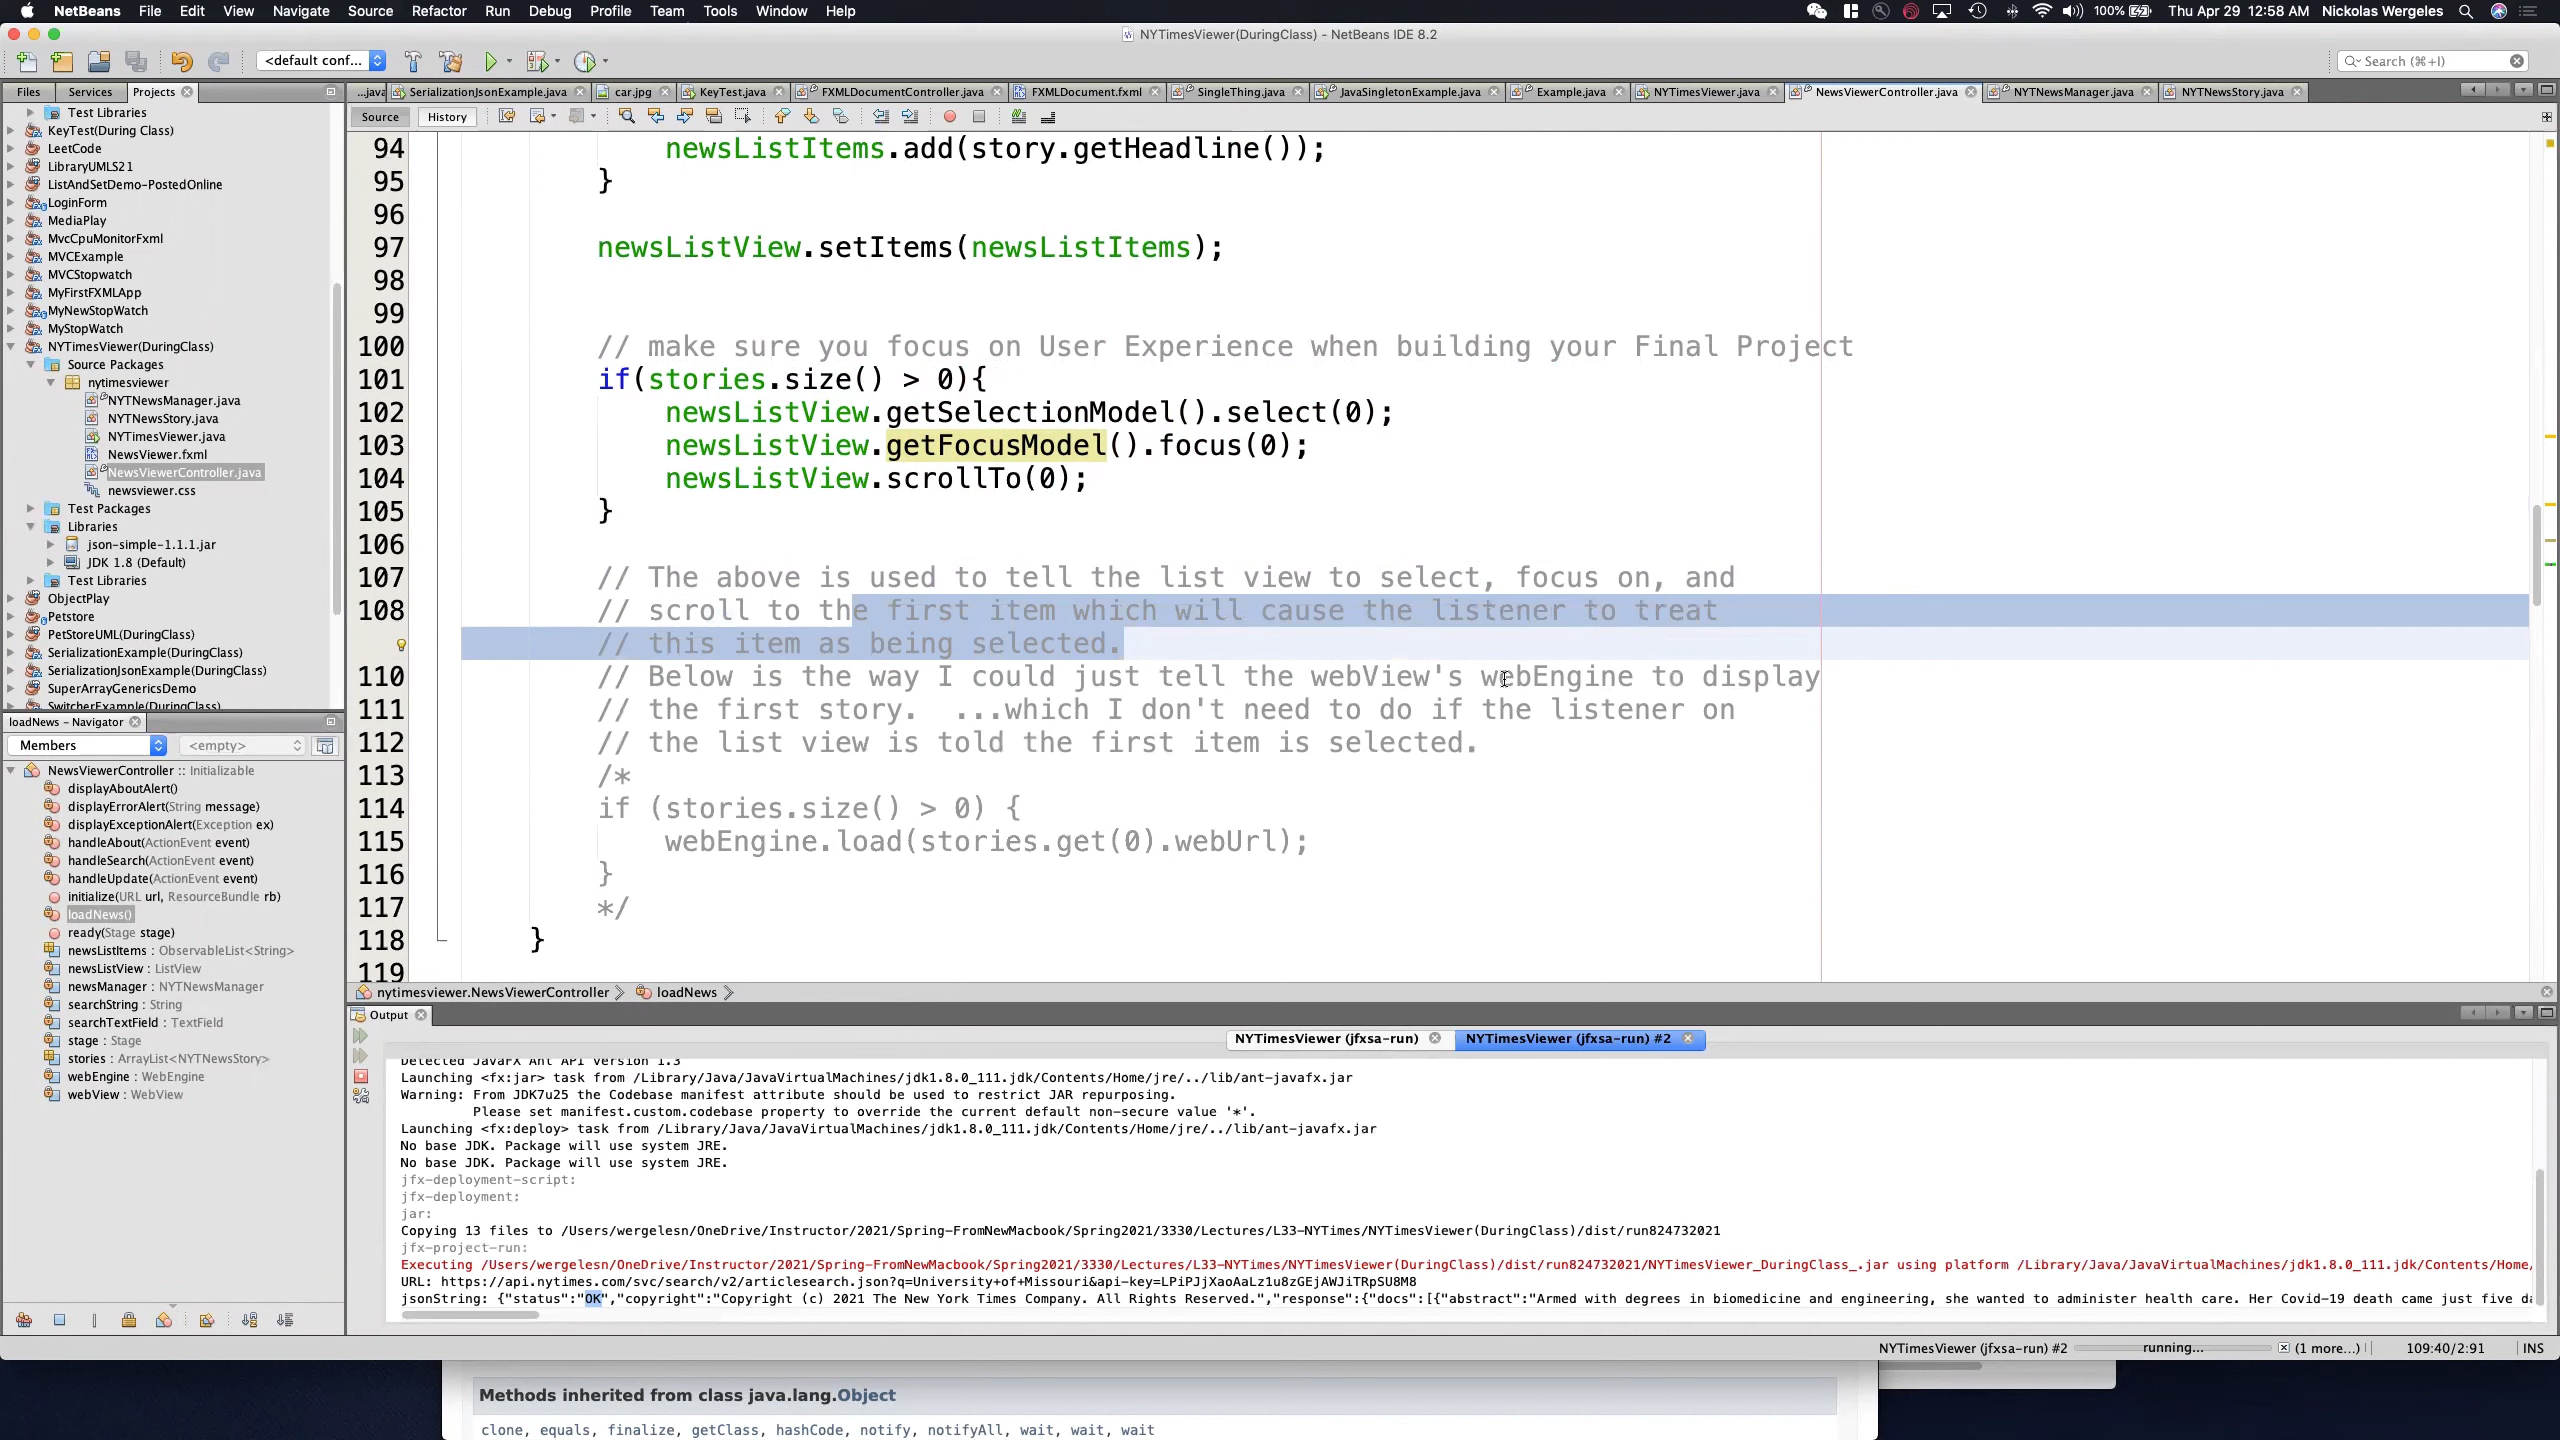 NetBeans File Edit View Navigate Source Refactor Run Debug Profile Team Tools Window Help 100% Thu Apr 29 12:58 AM Nickolas Wergeles
NYTimesViewer(DuringClass) - NetBeans IDE 8.2
<default conf... Search (⌘+I)
Files Services Projects
...java SerializationJsonExample.java car.jpg KeyTest.java FXMLDocumentController.java FXMLDocument.fxml SingleThing.java JavaSingletonExample.java Example.java NYTimesViewer.java NewsViewerController.java NYTNewsManager.java NYTNewsStory.java
Source History
Test Libraries
KeyTest(During Class)
LeetCode
LibraryUMLS21
ListAndSetDemo-PostedOnline
LoginForm
MediaPlay
MvcCpuMonitorFxml
MVCExample
MVCStopwatch
MyFirstFXMLApp
MyNewStopWatch
MyStopWatch
NYTimesViewer(DuringClass)
Source Packages
nytimesviewer
NYTNewsManager.java
NYTNewsStory.java
NYTimesViewer.java
NewsViewer.fxml
NewsViewerController.java
newsviewer.css
Test Packages
Libraries
json-simple-1.1.1.jar
JDK 1.8 (Default)
Test Libraries
ObjectPlay
Petstore
PetStoreUML(DuringClass)
SerializationExample(DuringClass)
SerializationJsonExample(DuringClass)
SuperArrayGenericsDemo
SwitcherExample(DuringClass)
loadNews - Navigator
Members <empty>
NewsViewerController :: Initializable
displayAboutAlert()
displayErrorAlert(String message)
displayExceptionAlert(Exception ex)
handleAbout(ActionEvent event)
handleSearch(ActionEvent event)
handleUpdate(ActionEvent event)
initialize(URL url, ResourceBundle rb)
loadNews()
ready(Stage stage)
newsListItems : ObservableList<String>
newsListView : ListView
newsManager : NYTNewsManager
searchString : String
searchTextField : TextField
stage : Stage
stories : ArrayList<NYTNewsStory>
webEngine : WebEngine
webView : WebView
94 newsListItems.add(story.getHeadline());
95 }
96
97 newsListView.setItems(newsListItems);
98
99
100 // make sure you focus on User Experience when building your Final Project
101 if(stories.size() > 0){
102 newsListView.getSelectionModel().select(0);
103 newsListView.getFocusModel().focus(0);
104 newsListView.scrollTo(0);
105 }
106
107 // The above is used to tell the list view to select, focus on, and
108 // scroll to the first item which will cause the listener to treat
// this item as being selected.
110 // Below is the way I could just tell the webView's webEngine to display
111 // the first story.  ...which I don't need to do if the listener on
112 // the list view is told the first item is selected.
113 /*
114 if (stories.size() > 0) {
115 webEngine.load(stories.get(0).webUrl);
116 }
117 */
118 }
119
nytimesviewer.NewsViewerController loadNews
Output
NYTimesViewer (jfxsa-run) NYTimesViewer (jfxsa-run) #2
Detected JavaFX Ant API version 1.3
Launching <fx:jar> task from /Library/Java/JavaVirtualMachines/jdk1.8.0_111.jdk/Contents/Home/jre/../lib/ant-javafx.jar
Warning: From JDK7u25 the Codebase manifest attribute should be used to restrict JAR repurposing.
Please set manifest.custom.codebase property to override the current default non-secure value '*'.
Launching <fx:deploy> task from /Library/Java/JavaVirtualMachines/jdk1.8.0_111.jdk/Contents/Home/jre/../lib/ant-javafx.jar
No base JDK. Package will use system JRE.
No base JDK. Package will use system JRE.
jfx-deployment-script:
jfx-deployment:
jar:
Copying 13 files to /Users/wergelesn/OneDrive/Instructor/2021/Spring-FromNewMacbook/Spring2021/3330/Lectures/L33-NYTimes/NYTimesViewer(DuringClass)/dist/run824732021
jfx-project-run:
Executing /Users/wergelesn/OneDrive/Instructor/2021/Spring-FromNewMacbook/Spring2021/3330/Lectures/L33-NYTimes/NYTimesViewer(DuringClass)/dist/run824732021/NYTimesViewer_DuringClass_.jar using platform /Library/Java/JavaVirtualMachines/jdk1.8.0_111.jdk/Contents/Home/
URL: https://api.nytimes.com/svc/search/v2/articlesearch.json?q=University+of+Missouri&api-key=LPiPJjXaoAaLz1u8zGEjAWJiTRpSU8M8
jsonString: {"status":"OK","copyright":"Copyright (c) 2021 The New York Times Company. All Rights Reserved.","response":{"docs":[{"abstract":"Armed with degrees in biomedicine and engineering, she wanted to administer health care. Her Covid-19 death came just five da
NYTimesViewer (jfxsa-run) #2 running... (1 more...) 109:40/2:91 INS
Methods inherited from class java.lang.Object
clone, equals, finalize, getClass, hashCode, notify, notifyAll, wait, wait, wait